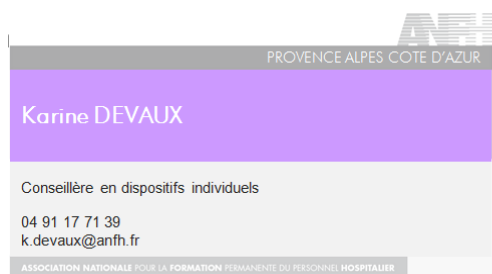 ANFH
PROVENCE ALPES COTE D'AZUR
Karine DEVAUX
Conseillère en dispositifs individuels
04 91 17 71 39
k.devaux@anfh.fr
ASSOCIATION NATIONALE POUR LA FORMATION PERMANENTE DU PERSONNEL HOSPITALIER